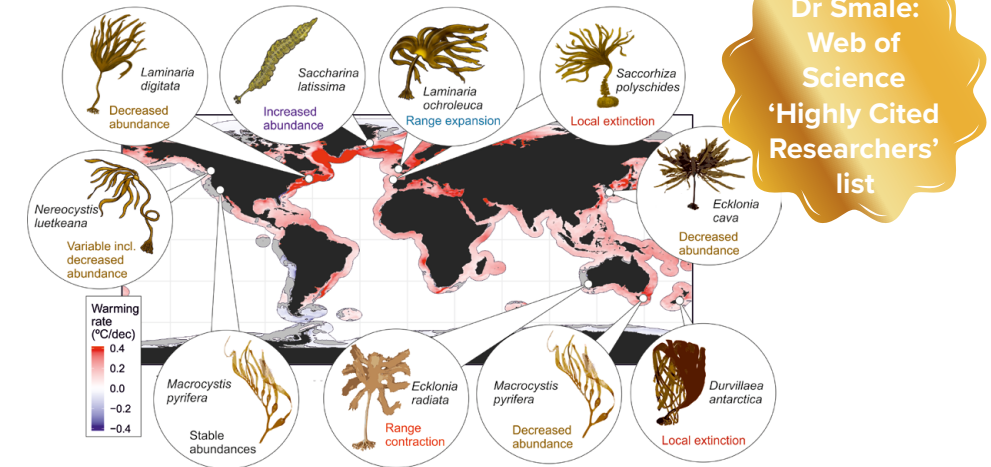 Dr Smale:
Web of
Science
‘Highly Cited
Researchers’
list
Laminaria
digitata
Decreased
abundance
Saccharina
latissima
Increased
abundance
Laminaria
ochroleuca
Range expansion
Saccorhiza
polyschides
Local extinction
Nereocystis
luetkeana
Variable incl.
decreased
abundance
Ecklonia
cava
Decreased
abundance
Warming
rate
(ºC/dec)
0.4
0.2
0.0
−0.2
−0.4
Macrocystis
pyrifera
Stable
abundances
Ecklonia
radiata
Range
contraction
Macrocystis
pyrifera
Decreased
abundance
Durvillaea
antarctica
Local extinction